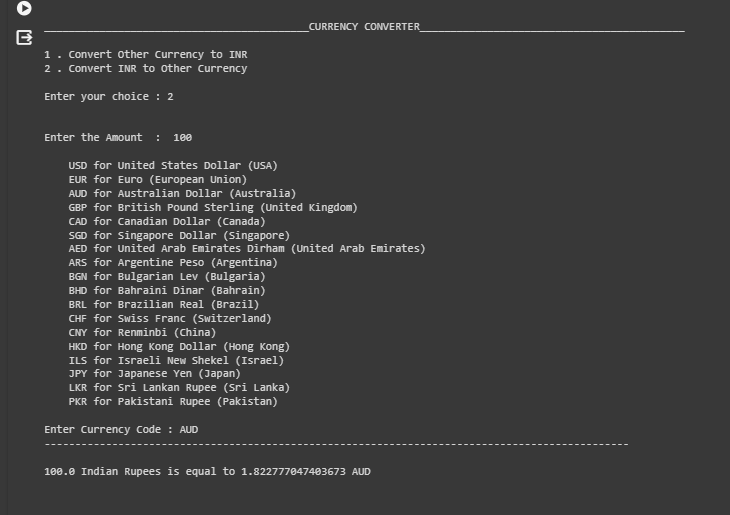 ___________________________________________CURRENCY CONVERTER___________________________________________
1 . Convert Other Currency to INR
2 . Convert INR to Other Currency
Enter your choice : 2
Enter the Amount  :  100
USD for United States Dollar (USA)
EUR for Euro (European Union)
AUD for Australian Dollar (Australia)
GBP for British Pound Sterling (United Kingdom)
CAD for Canadian Dollar (Canada)
SGD for Singapore Dollar (Singapore)
AED for United Arab Emirates Dirham (United Arab Emirates)
ARS for Argentine Peso (Argentina)
BGN for Bulgarian Lev (Bulgaria)
BHD for Bahraini Dinar (Bahrain)
BRL for Brazilian Real (Brazil)
CHF for Swiss Franc (Switzerland)
CNY for Renminbi (China)
HKD for Hong Kong Dollar (Hong Kong)
ILS for Israeli New Shekel (Israel)
JPY for Japanese Yen (Japan)
LKR for Sri Lankan Rupee (Sri Lanka)
PKR for Pakistani Rupee (Pakistan)
Enter Currency Code : AUD
-----------------------------------------------------------------------------------------------
100.0 Indian Rupees is equal to 1.822777047403673 AUD